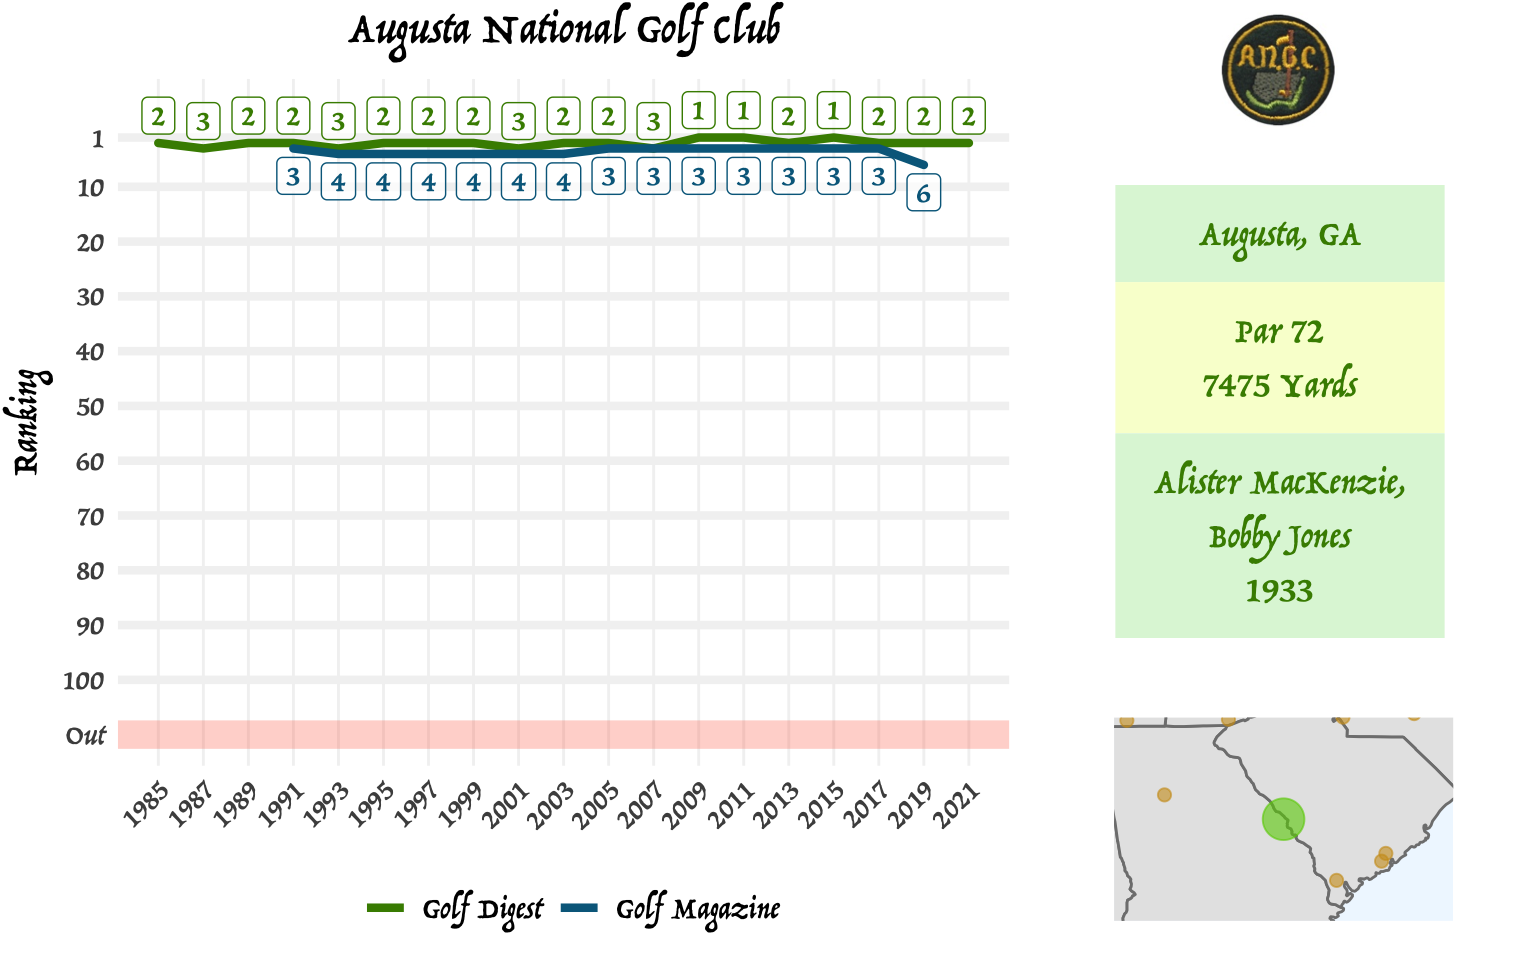 Augusta National Golf Club
2 3 2 2 3 2 2 2 3 2 2 3 1 1 2 1 2 2 2
3 4 4 4 4 4 4 3 3 3 3 3 3 3 6
Ranking
1
10
20
30
40
50
60
70
80
90
100
Out
1985 1987 1989 1991 1993 1995 1997 1999 2001 2003 2005 2007 2009 2011 2013 2015 2017 2019 2021
Golf Digest Golf Magazine
A.N.G.C.
Augusta, GA
Par 72
7475 Yards
Alister MacKenzie,
Bobby Jones
1933